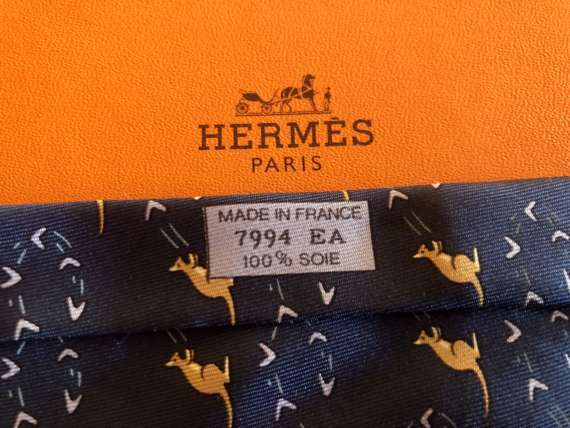 HERMÈS
PARIS
MADE IN FRANCE
7994 EA
100% SOIE